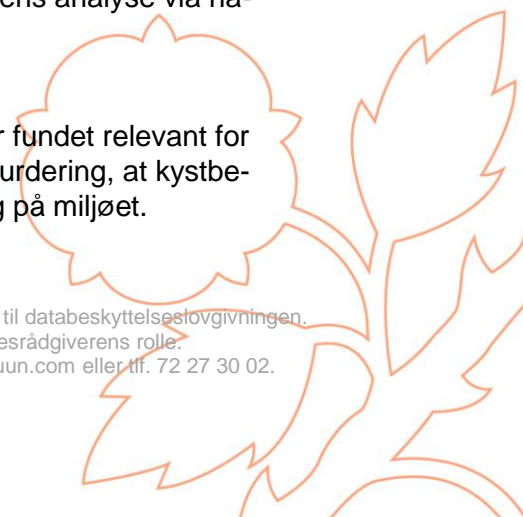 ens analyse via na-
r fundet relevant for
urdering, at kystbe-
g på miljøet.
til databeskyttelseslovgivningen.
esrådgiverens rolle.
uun.com eller tlf. 72 27 30 02.